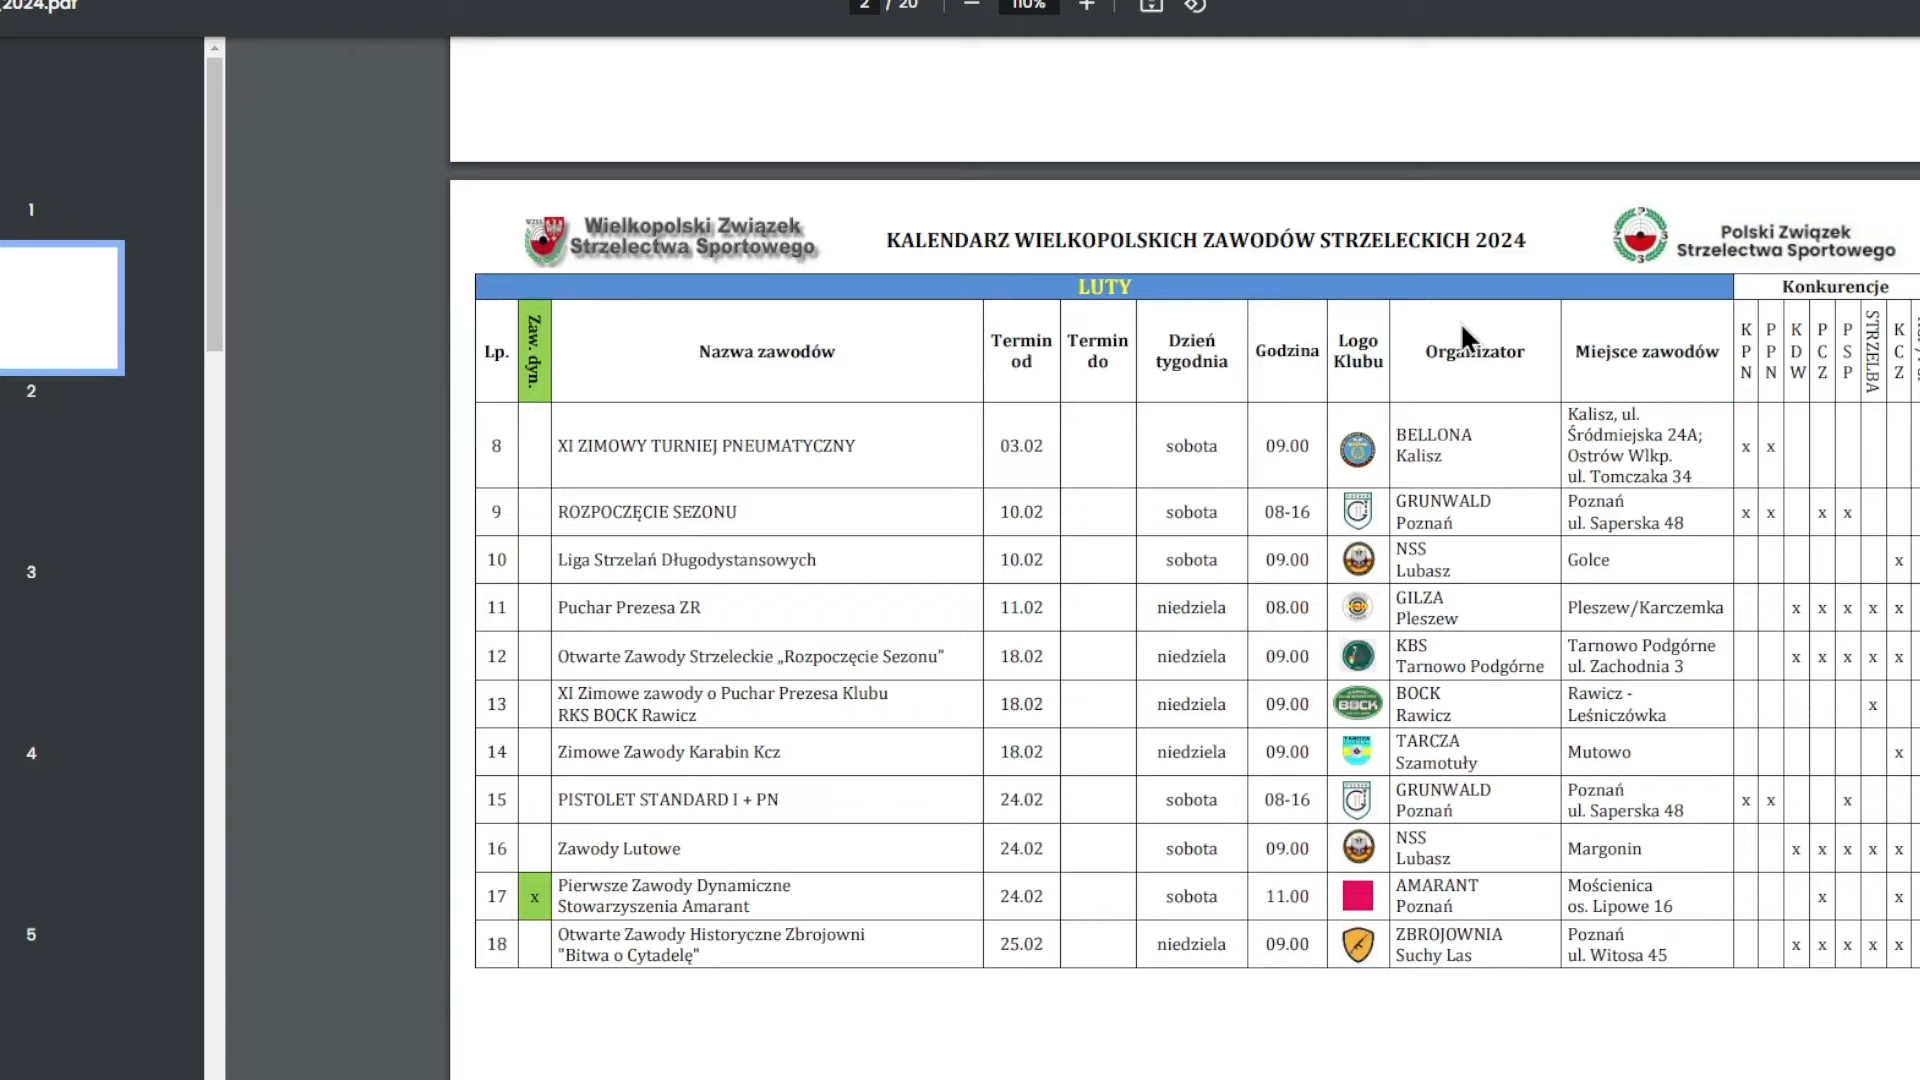 2024.pdf
2 / 20
110%
1
2
3
4
5
Wielkopolski Związek
Strzelectwa Sportowego
KALENDARZ WIELKOPOLSKICH ZAWODÓW STRZELECKICH 2024
Polski Związek
Strzelectwa Sportowego
LUTY Konkurencje
Lp. Zaw. dyn. Nazwa zawodów Termin od Termin do Dzień tygodnia Godzina Logo Klubu Organizator Miejsce zawodów KPN PPN KDW PCZ PSP STRZELBA KCZ
8 XI ZIMOWY TURNIEJ PNEUMATYCZNY 03.02 sobota 09.00 BELLONA Kalisz Kalisz, ul. Śródmiejska 24A; Ostrów Wlkp. ul. Tomczaka 34 x x
9 ROZPOCZĘCIE SEZONU 10.02 sobota 08-16 GRUNWALD Poznań Poznań ul. Saperska 48 x x x x
10 Liga Strzelań Długodystansowych 10.02 sobota 09.00 NSS Lubasz Golce x
11 Puchar Prezesa ZR 11.02 niedziela 08.00 GILZA Pleszew Pleszew/Karczemka x x x x x
12 Otwarte Zawody Strzeleckie „Rozpoczęcie Sezonu” 18.02 niedziela 09.00 KBS Tarnowo Podgórne Tarnowo Podgórne ul. Zachodnia 3 x x x x x
13 XI Zimowe zawody o Puchar Prezesa Klubu RKS BOCK Rawicz 18.02 niedziela 09.00 BOCK BOCK Rawicz Rawicz - Leśniczówka x
14 Zimowe Zawody Karabin Kcz 18.02 niedziela 09.00 TARCZA Szamotuły Mutowo x
15 PISTOLET STANDARD I + PN 24.02 sobota 08-16 GRUNWALD Poznań Poznań ul. Saperska 48 x x x
16 Zawody Lutowe 24.02 sobota 09.00 NSS Lubasz Margonin x x x x x
17 x Pierwsze Zawody Dynamiczne Stowarzyszenia Amarant 24.02 sobota 11.00 AMARANT Poznań Mościenica os. Lipowe 16 x x
18 Otwarte Zawody Historyczne Zbrojowni "Bitwa o Cytadelę" 25.02 niedziela 09.00 ZBROJOWNIA Suchy Las Poznań ul. Witosa 45 x x x x x